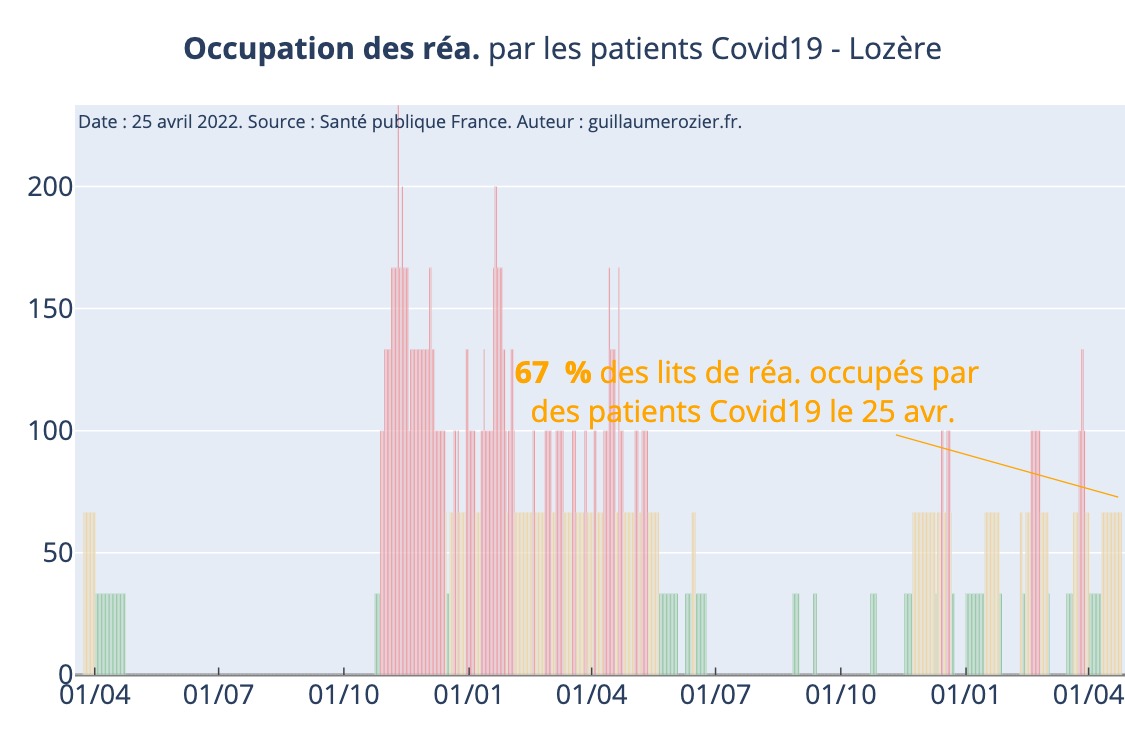 Occupation des réa. par les patients Covid19 - Lozère
Date : 25 avril 2022. Source : Santé publique France. Auteur : guillaumerozier.fr.
200
150
67 % des lits de réa. occupés par
des patients Covid19 le 25 avr.
100
50
0
01/04 01/07 01/10 01/01 01/04 01/07 01/10 01/01 01/04